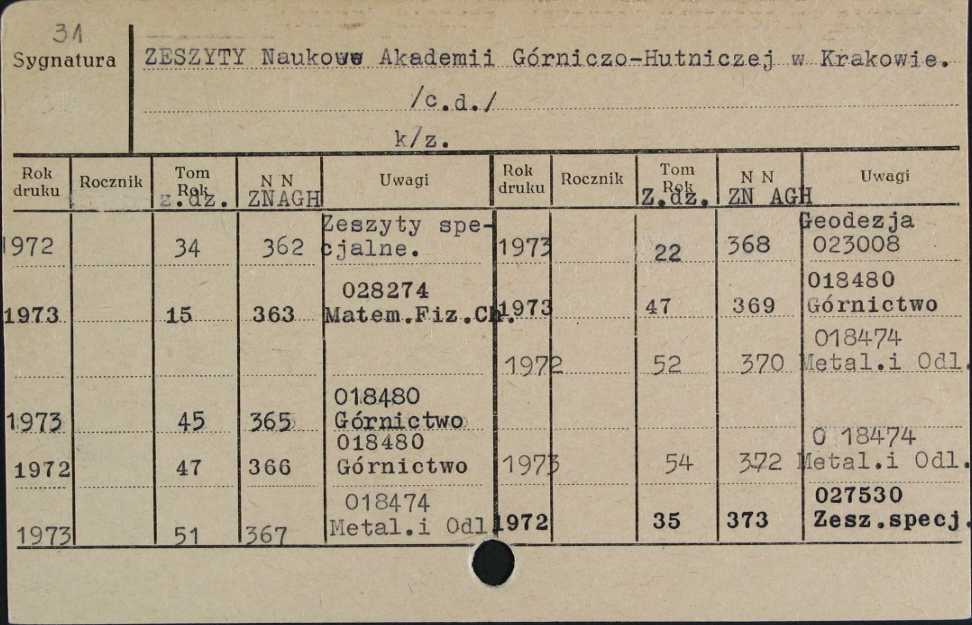 31
Sygnatura ZESZYTY Naukowe Akademii Górniczo-Hutniczej w Krakowie.
/c.d./
k/z.
Rok druku Rocznik Tom Rok z.dz. N N ZNAGH Uwagi
1972 34 362 Zeszyty spe-
cjalne.
028274
1973 15 363 Matem.Fiz.Ch.
018480
1973 45 365 Górnictwo
018480
1972 47 366 Górnictwo
018474
1973 51 367 Metal.i Odl
Rok druku Rocznik Tom Rok Z.dz. N N ZN AGH Uwagi
Geodezja
1973 22 368 023008
018480
1973 47 369 Górnictwo
018474
1972 52 370 Metal.i Odl.
0 18474
1973 54 372 Metal.i Odl.
027530
1972 35 373 Zesz.specj.